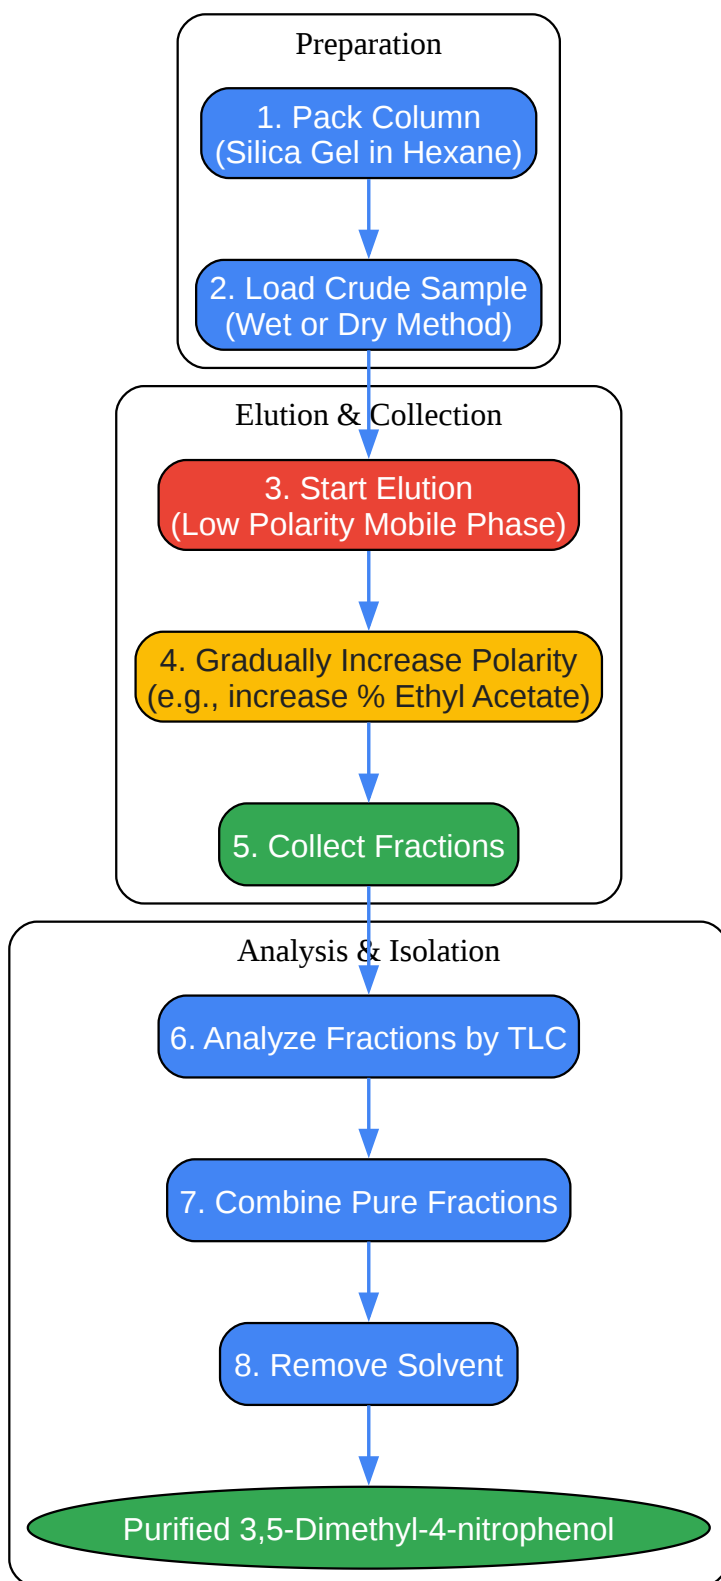 Preparation
1. Pack Column
(Silica Gel in Hexane)
2. Load Crude Sample
(Wet or Dry Method)
Elution & Collection
3. Start Elution
(Low Polarity Mobile Phase)
4. Gradually Increase Polarity
(e.g., increase % Ethyl Acetate)
5. Collect Fractions
Analysis & Isolation
6. Analyze Fractions by TLC
7. Combine Pure Fractions
8. Remove Solvent
Purified 3,5-Dimethyl-4-nitrophenol